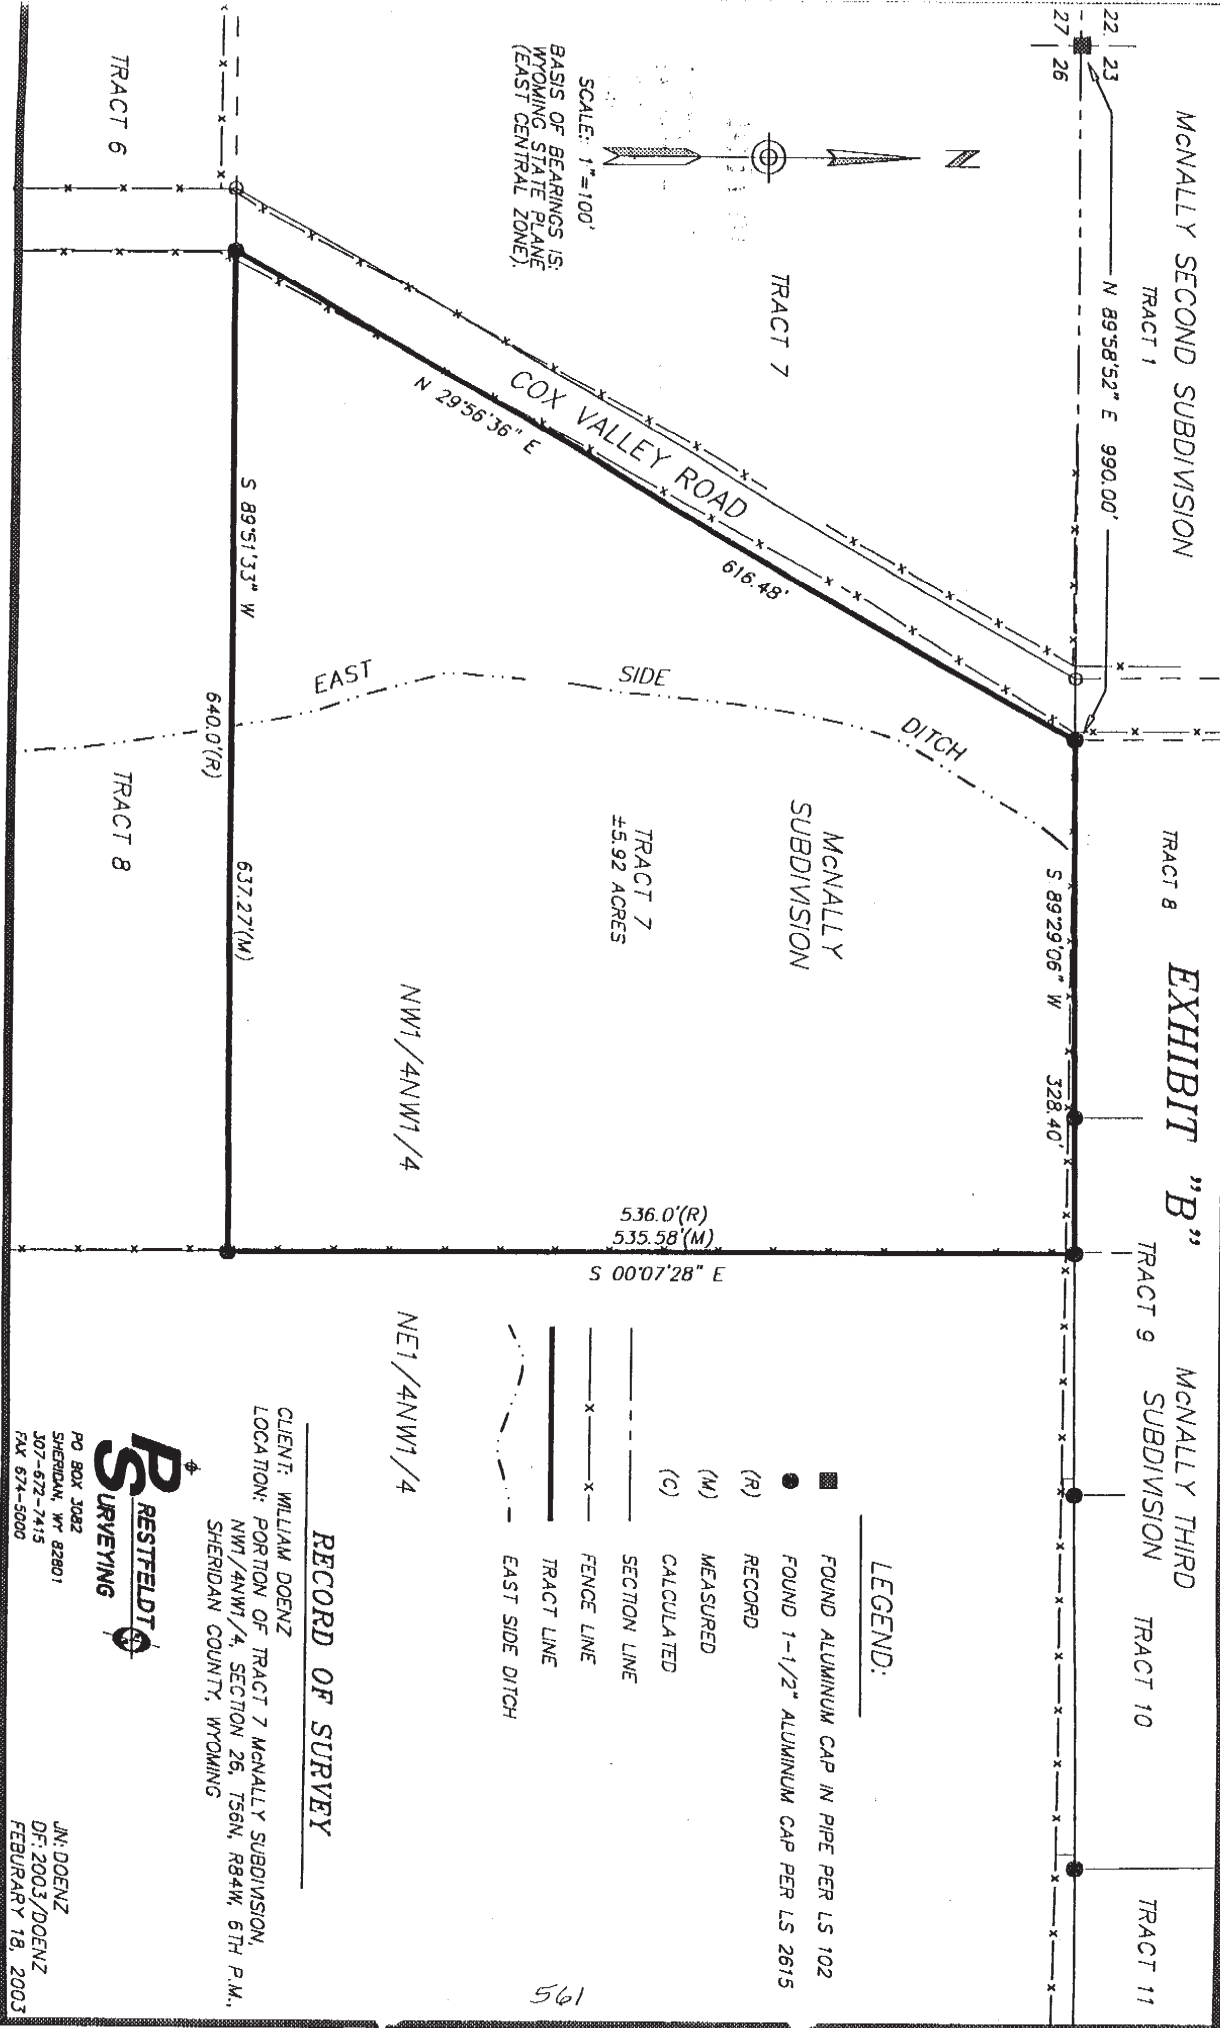 EXHIBIT "B"
McNALLY SECOND SUBDIVISION
TRACT 1
22 23
27 26
N 89°58'52" E 990.00'
TRACT 8
TRACT 9
McNALLY THIRD
SUBDIVISION
TRACT 10
TRACT 11
N
SCALE: 1"=100'
BASIS OF BEARINGS IS:
WYOMING STATE PLANE
(EAST CENTRAL ZONE).
TRACT 7
COX VALLEY ROAD
N 29°56'36" E
616.48'
S 89°29'06" W 328.40'
EAST SIDE DITCH
McNALLY
SUBDIVISION
TRACT 7
±5.92 ACRES
NW1/4NW1/4
536.0'(R)
535.58'(M)
S 00°07'28" E
NE1/4NW1/4
S 89°51'33" W
640.0'(R)
637.27'(M)
TRACT 6
TRACT 8
LEGEND:
FOUND ALUMINUM CAP IN PIPE PER LS 102
FOUND 1-1/2" ALUMINUM CAP PER LS 2615
(R) RECORD
(M) MEASURED
(C) CALCULATED
SECTION LINE
FENCE LINE
TRACT LINE
EAST SIDE DITCH
RECORD OF SURVEY
CLIENT: WILLIAM DOENZ
LOCATION: PORTION OF TRACT 7 McNALLY SUBDIVISION,
NW1/4NW1/4, SECTION 26, T56N, R84W, 6TH P.M.,
SHERIDAN COUNTY, WYOMING
PRESTFELDT
SURVEYING
PO BOX 3082
SHERIDAN, WY 82801
307-672-7415
FAX 674-5000
JN: DOENZ
DF: 2003/DOENZ
FEBURARY 18, 2003
561